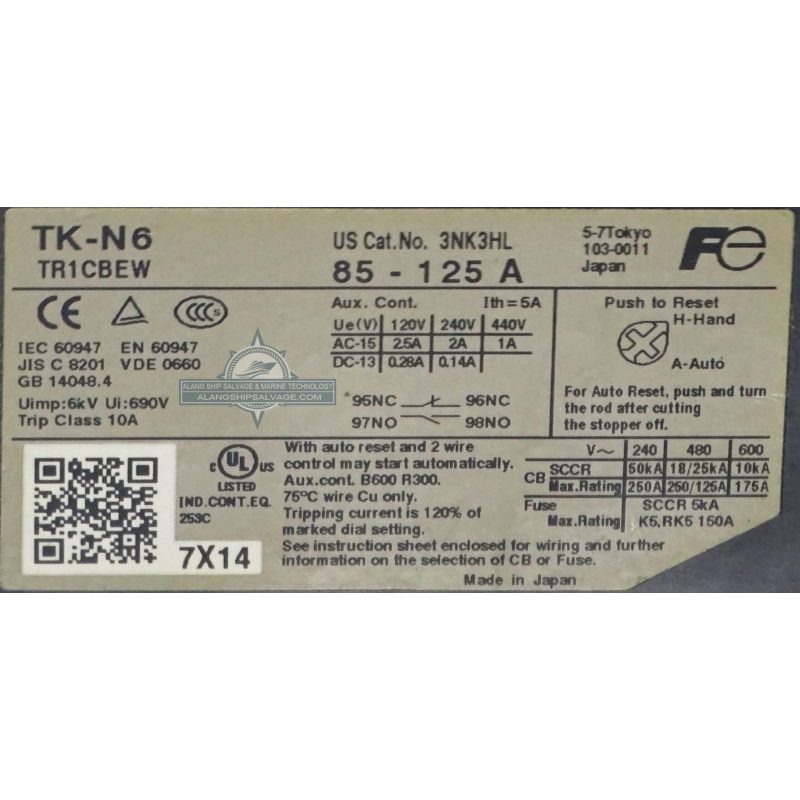 TK-N6
TR1CBEW
US Cat.No. 3NK3HL
85 - 125 A
5-7Tokyo
103-0011
Japan
Fe
CE
CCC S
IEC 60947 EN 60947
JIS C 8201 VDE 0660
GB 14048.4
Uimp:6kV Ui:690V
Trip Class 10A
Aux. Cont. Ith=5A
Ue(V) 120V 240V 440V
AC-15 2.5A 2A 1A
DC-13 0.28A 0.14A
95NC 96NC
97NO 98NO
Push to Reset
H-Hand
A-Auto
For Auto Reset, push and turn
the rod after cutting
the stopper off.
ALANG SHIP SALVAGE & MARINE TECHNOLOGY
ALANGSHIPSALVAGE.COM
c UL US
LISTED
IND.CONT.EQ.
253C
7X14
With auto reset and 2 wire
control may start automatically.
Aux.cont. B600 R300.
75°C wire Cu only.
Tripping current is 120% of
marked dial setting.
See instruction sheet enclosed for wiring and further
information on the selection of CB or Fuse.
V~ 240 480 600
CB SCCR 50kA 18/25kA 10kA
Max.Rating 250A 250/125A 175A
Fuse SCCR 5kA
Max.Rating K5,RK5 150A
Made in Japan